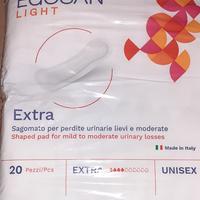 EGOSAN
LIGHT
Extra
Sagomato per perdite urinarie lievi e moderate
Shaped pad for mild to moderate urinary losses
Made in Italy
20 Pezzi/Pcs EXTRA UNISEX